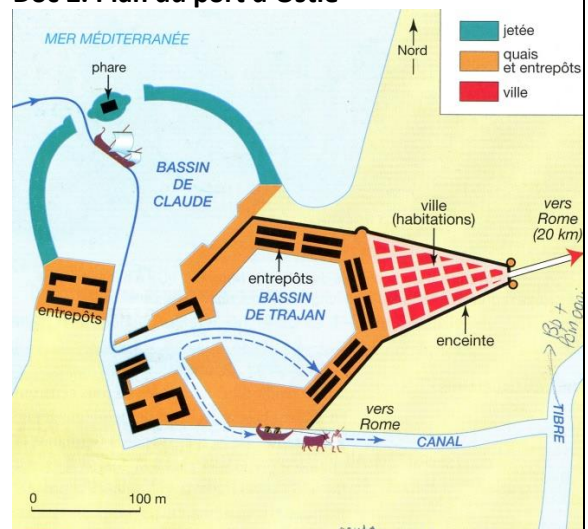 Doc 2. Plan du port d'Ostie
MER MÉDITERRANÉE
phare
Nord
jetée
quais
et entrepôts
ville
BASSIN
DE
CLAUDE
ville
(habitations)
vers
Rome
(20 km)
entrepôts
BASSIN
DE TRAJAN
entrepôts
enceinte
vers
Rome
CANAL
TIBRE
0 100 m